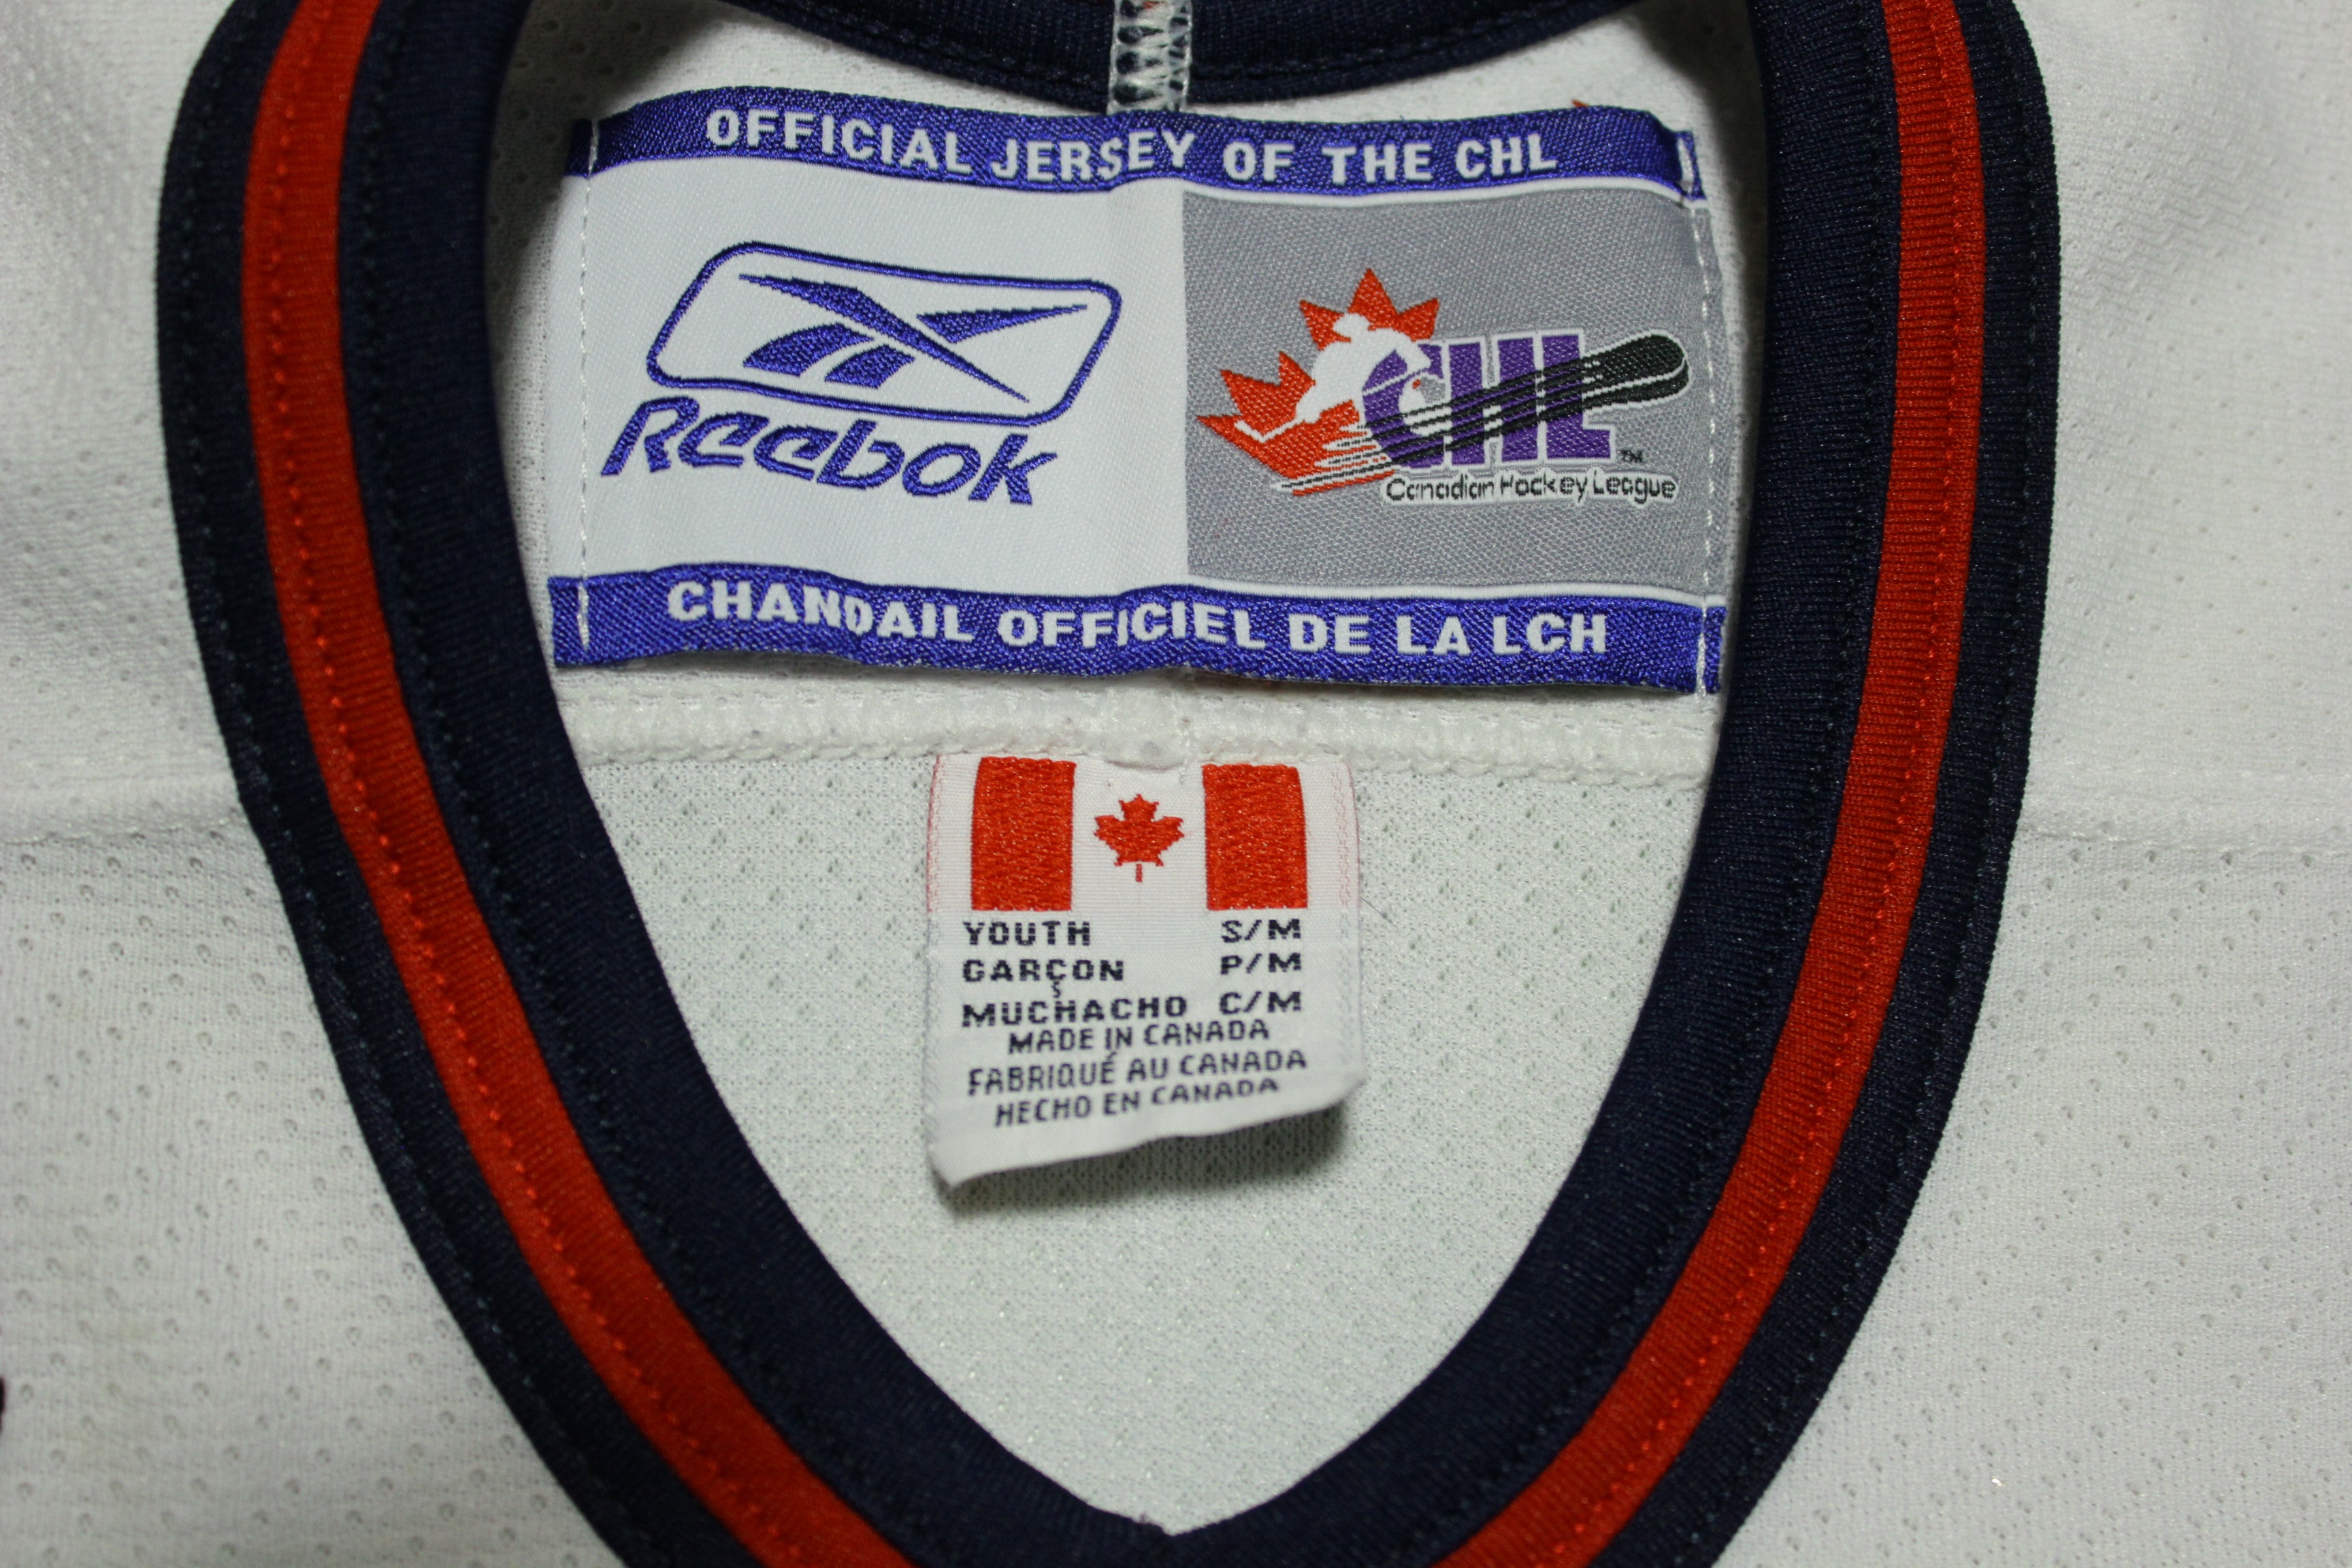 OFFICIAL JERSEY OF THE CHL
Reebok
CHL™
Canadian Hockey League
CHANDAIL OFFICIEL DE LA LCH
YOUTH S/M
GARÇON P/M
MUCHACHO C/M
MADE IN CANADA
FABRIQUÉ AU CANADA
HECHO EN CANADA